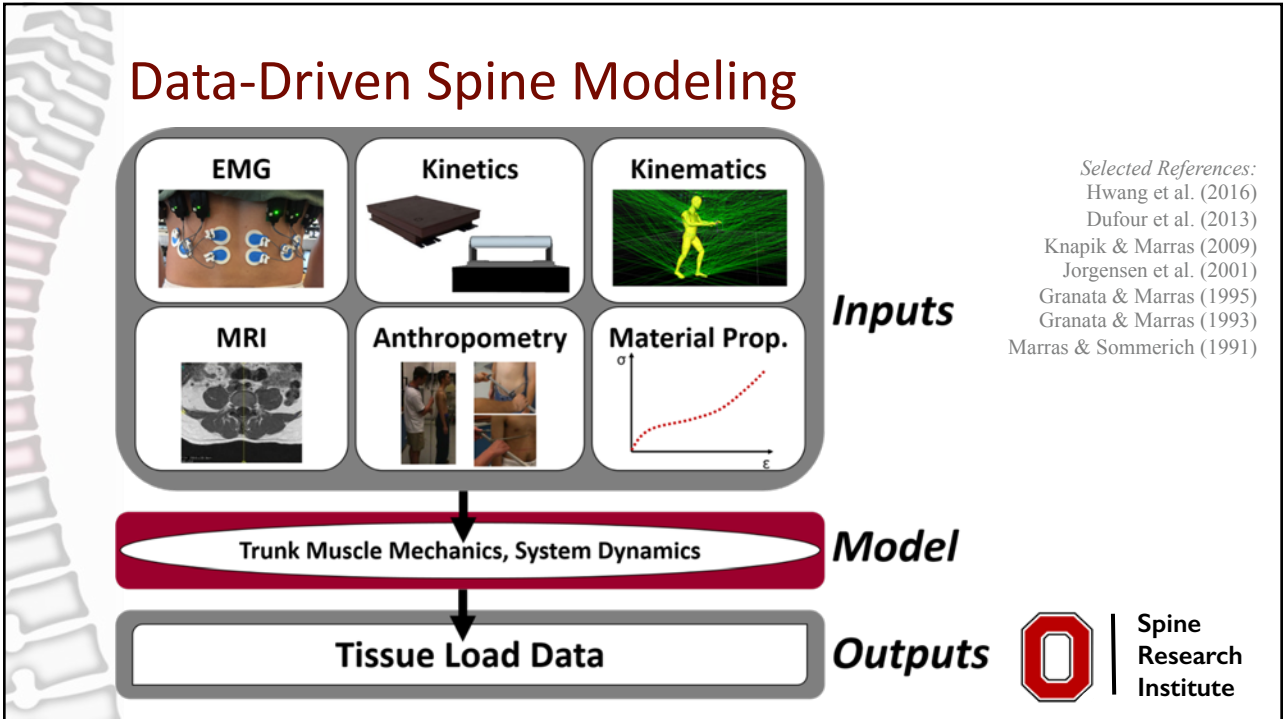 Data-Driven Spine Modeling
EMG
Kinetics
Kinematics
MRI
Anthropometry
Material Prop.
σ
ε
Inputs
Selected References:
Hwang et al. (2016)
Dufour et al. (2013)
Knapik & Marras (2009)
Jorgensen et al. (2001)
Granata & Marras (1995)
Granata & Marras (1993)
Marras & Sommerich (1991)
Trunk Muscle Mechanics, System Dynamics
Model
Tissue Load Data
Outputs
O
Spine
Research
Institute